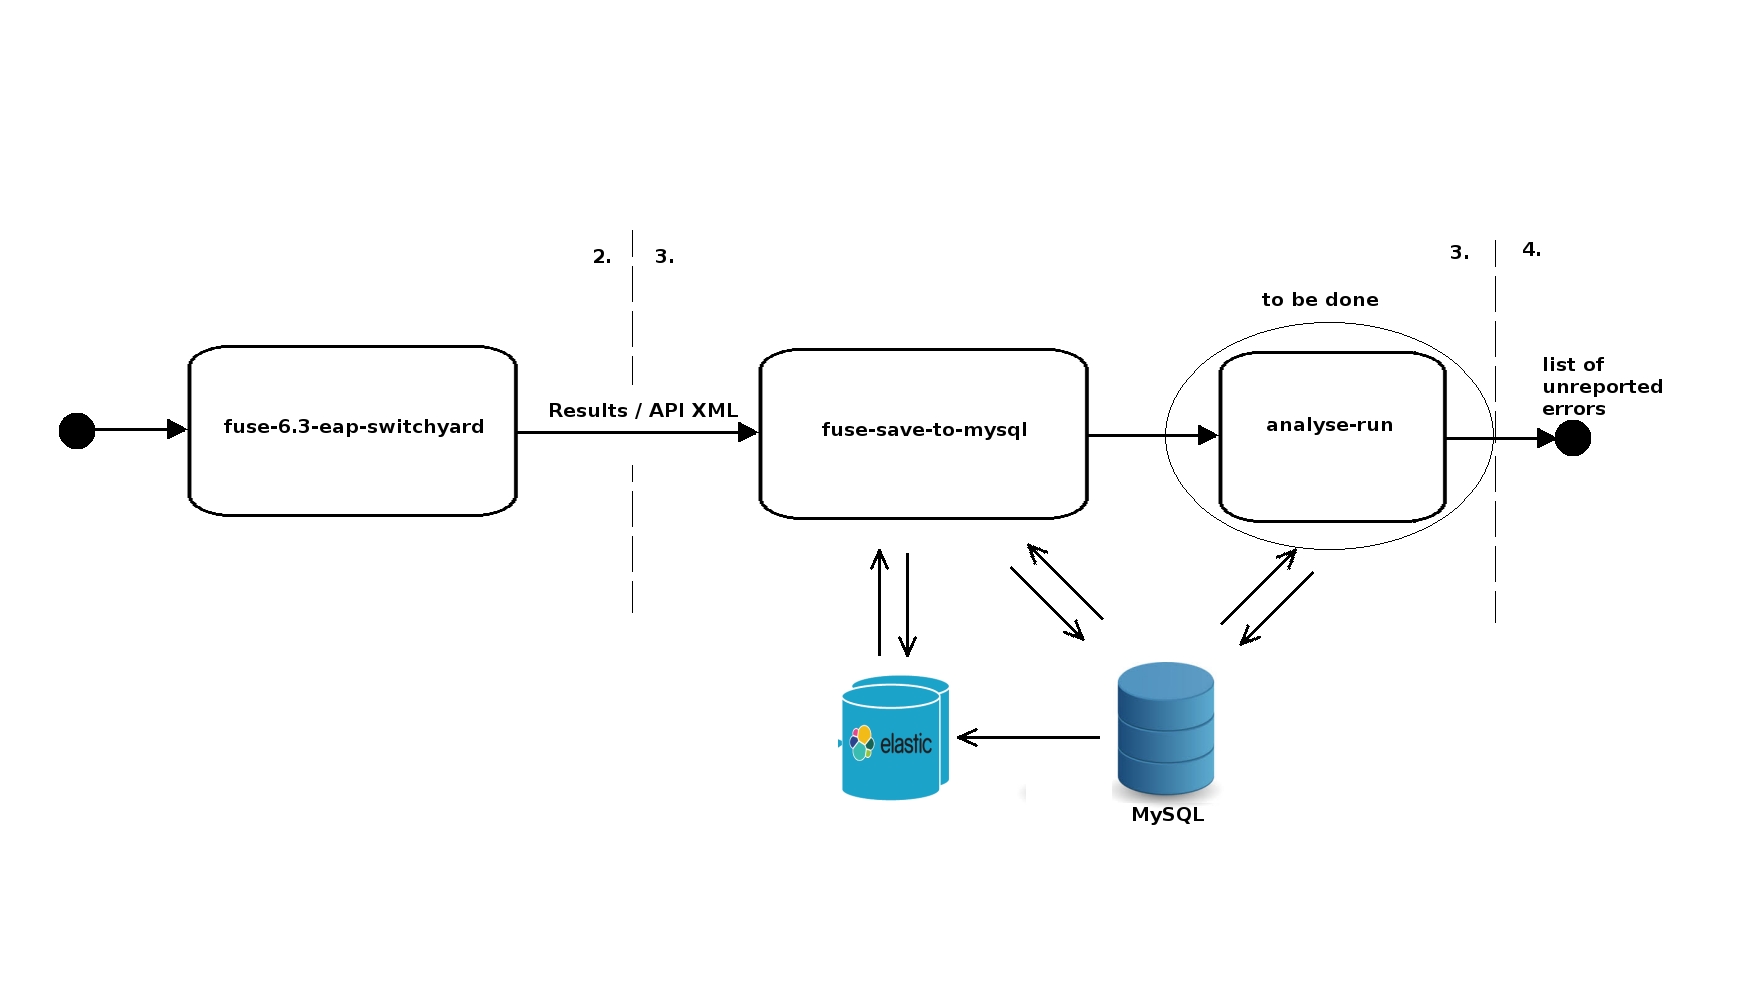 2.
3.
3.
4.
to be done
list of
unreported
errors
Results / API XML
fuse-6.3-eap-switchyard
fuse-save-to-mysql
analyse-run
elastic
MySQL